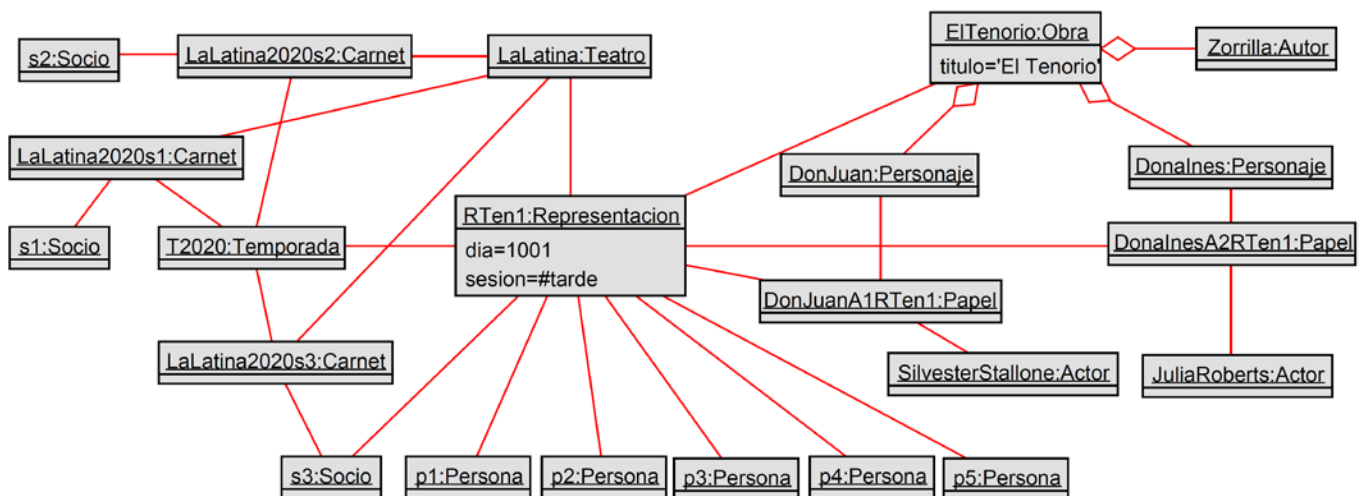 s2:Socio
LaLatina2020s2:Carnet
LaLatina:Teatro
ElTenorio:Obra
titulo='El Tenorio'
Zorrilla:Autor
LaLatina2020s1:Carnet
DonJuan:Personaje
DonaInes:Personaje
s1:Socio
T2020:Temporada
RTen1:Representacion
dia=1001
sesion=#tarde
DonaInesA2RTen1:Papel
DonJuanA1RTen1:Papel
LaLatina2020s3:Carnet
SilvesterStallone:Actor
JuliaRoberts:Actor
s3:Socio
p1:Persona
p2:Persona
p3:Persona
p4:Persona
p5:Persona